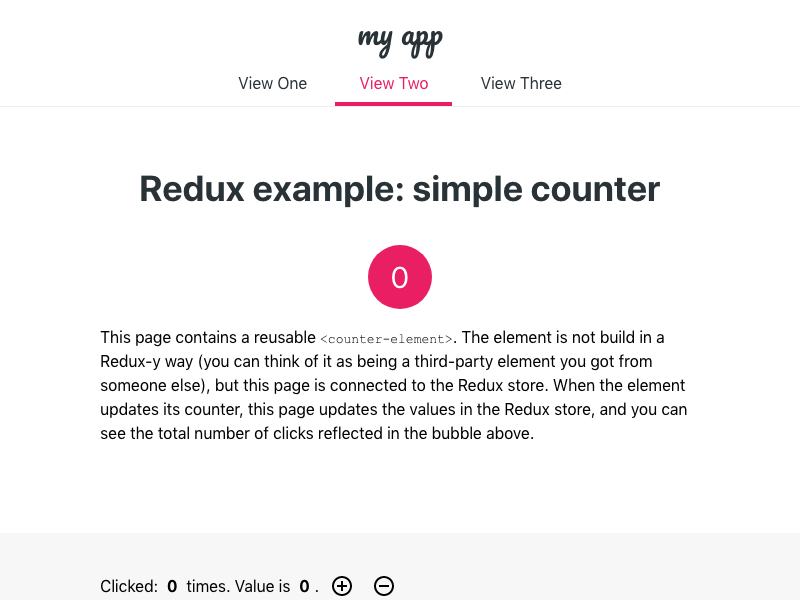 my app
View One View Two View Three
Redux example: simple counter
0
This page contains a reusable <counter-element>. The element is not build in a
Redux-y way (you can think of it as being a third-party element you got from
someone else), but this page is connected to the Redux store. When the element
updates its counter, this page updates the values in the Redux store, and you can
see the total number of clicks reflected in the bubble above.
Clicked: 0 times. Value is 0 .